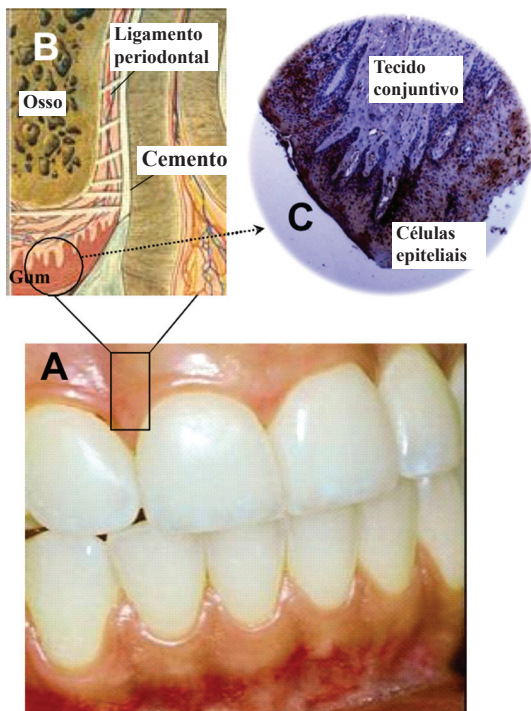 B
Ligamento
periodontal
Osso
Cemento
Gum
Tecido
conjuntivo
C
Células
epiteliais
A